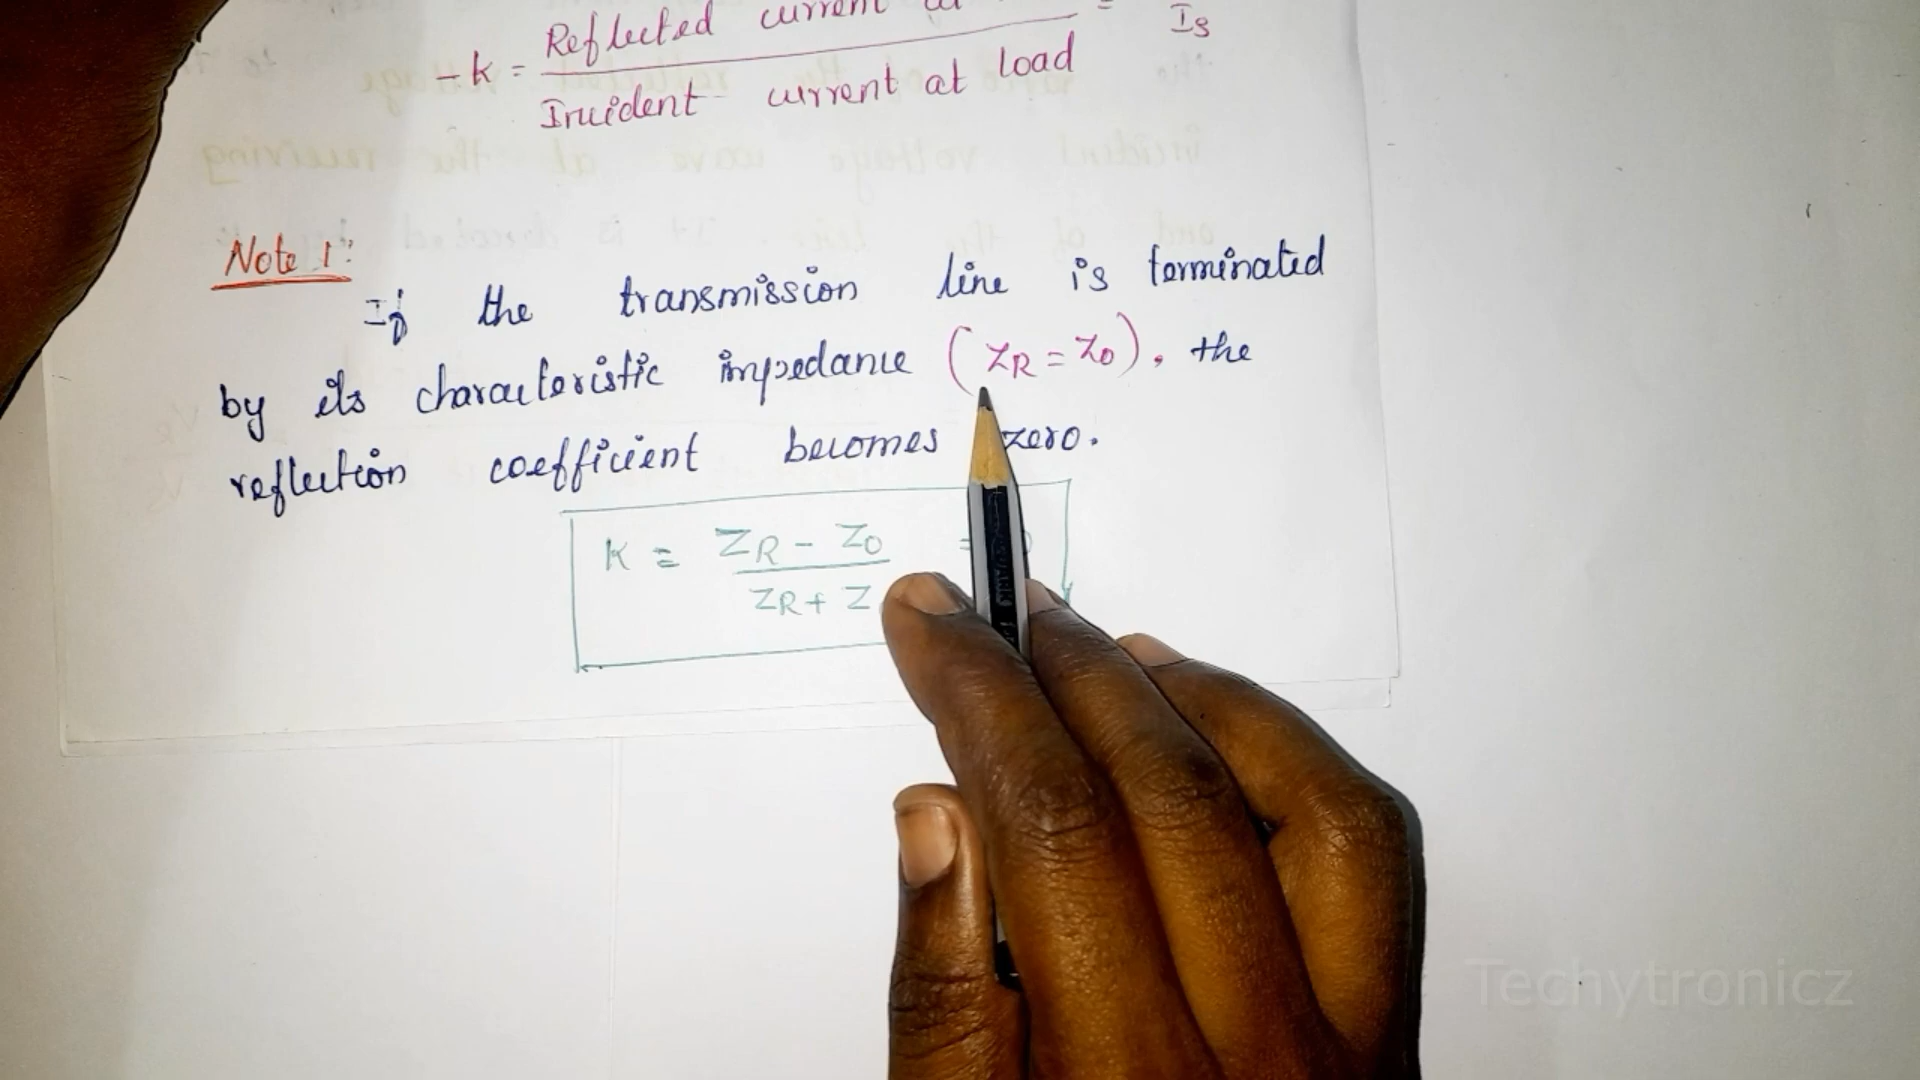 Reflected current
-k = =
Incident current at load
Is
Note 1:
If the transmission line is terminated
by its characteristic impedance (ZR = Z0), the
reflection coefficient becomes zero.
K = ZR - Z0 =
ZR + Z
Techytronicz